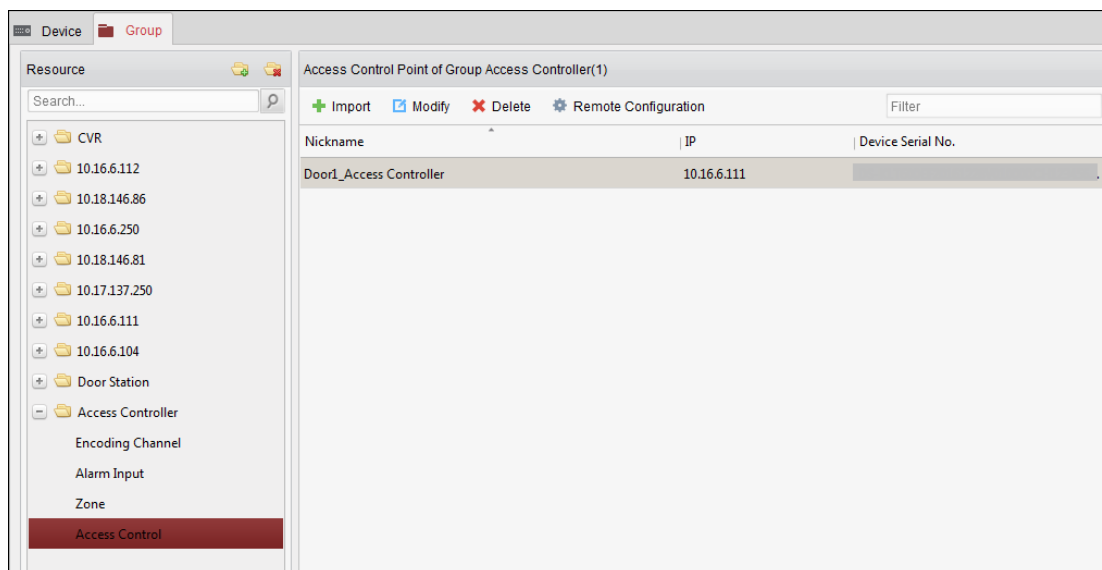 Device Group
Resource
Search...
CVR
10.16.6.112
10.18.146.86
10.16.6.250
10.18.146.81
10.17.137.250
10.16.6.111
10.16.6.104
Door Station
Access Controller
Encoding Channel
Alarm Input
Zone
Access Control
Access Control Point of Group Access Controller(1)
Import Modify Delete Remote Configuration Filter
Nickname IP Device Serial No.
Door1_Access Controller 10.16.6.111